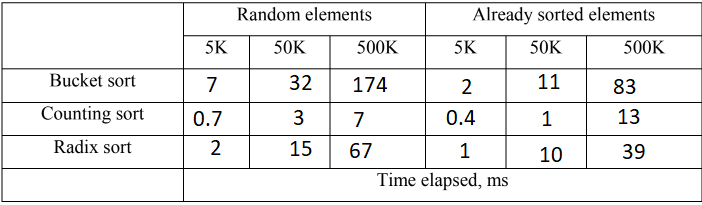 Random elements Already sorted elements
5K 50K 500K 5K 50K 500K
Bucket sort 7 32 174 2 11 83
Counting sort 0.7 3 7 0.4 1 13
Radix sort 2 15 67 1 10 39
Time elapsed, ms